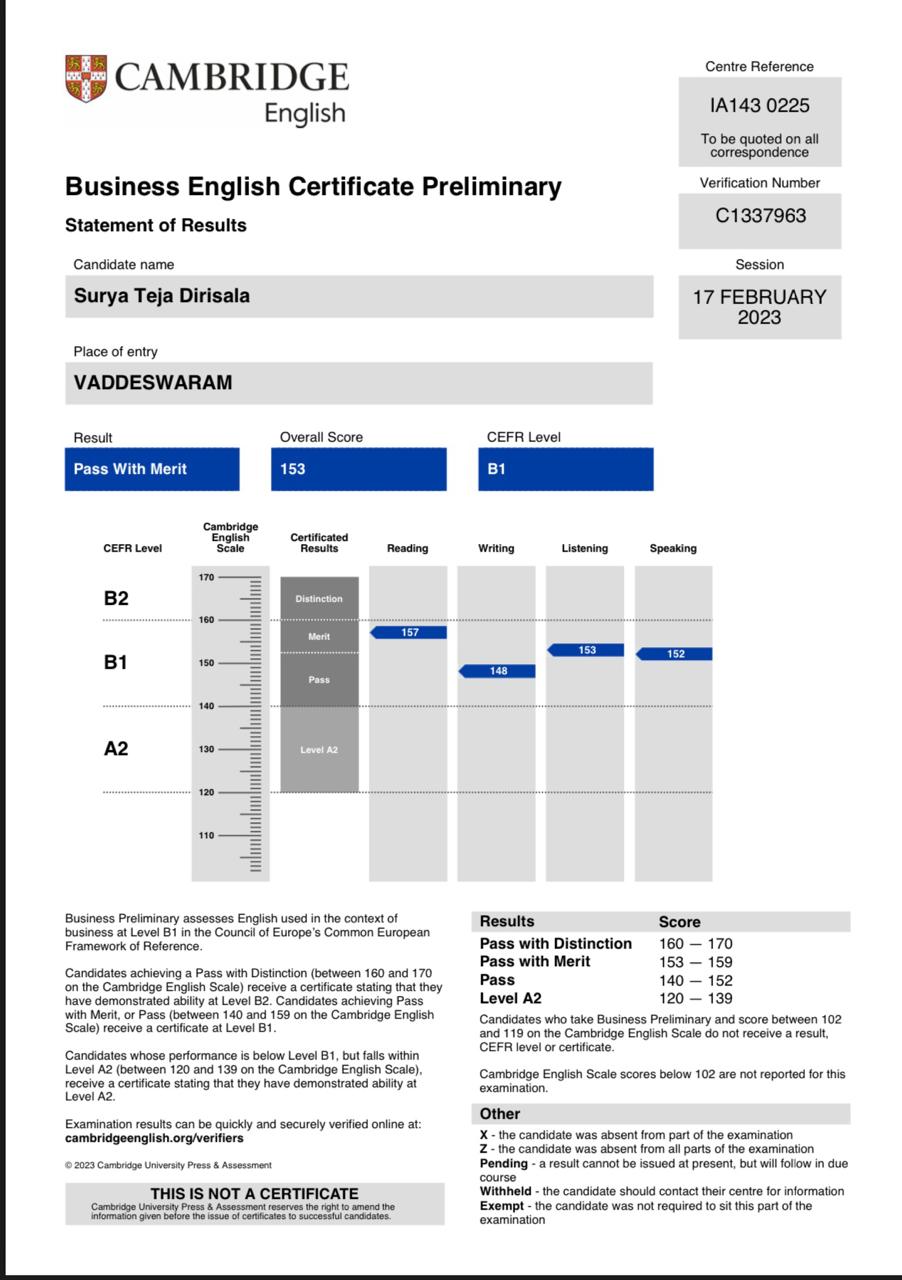 CAMBRIDGE
English
Centre Reference
IA143 0225
To be quoted on all
correspondence
Business English Certificate Preliminary
Statement of Results
Verification Number
C1337963
Session
17 FEBRUARY
2023
Candidate name
Surya Teja Dirisala
Place of entry
VADDESWARAM
Result
Overall Score
CEFR Level
Pass With Merit
153
B1
CEFR Level
Cambridge
English
Scale
Certificated
Results
Reading
Writing
Listening
Speaking
B2
B1
A2
170
160
150
140
130
120
110
Distinction
Merit
Pass
Level A2
157
148
153
152
Business Preliminary assesses English used in the context of
business at Level B1 in the Council of Europe's Common European
Framework of Reference.
Candidates achieving a Pass with Distinction (between 160 and 170
on the Cambridge English Scale) receive a certificate stating that they
have demonstrated ability at Level B2. Candidates achieving Pass
with Merit, or Pass (between 140 and 159 on the Cambridge English
Scale) receive a certificate at Level B1.
Candidates whose performance is below Level B1, but falls within
Level A2 (between 120 and 139 on the Cambridge English Scale),
receive a certificate stating that they have demonstrated ability at
Level A2.
Examination results can be quickly and securely verified online at:
cambridgeenglish.org/verifiers
© 2023 Cambridge University Press & Assessment
THIS IS NOT A CERTIFICATE
Cambridge University Press & Assessment reserves the right to amend the
information given before the issue of certificates to successful candidates.
Results Score
Pass with Distinction 160 — 170
Pass with Merit 153 — 159
Pass 140 — 152
Level A2 120 — 139
Candidates who take Business Preliminary and score between 102
and 119 on the Cambridge English Scale do not receive a result,
CEFR level or certificate.
Cambridge English Scale scores below 102 are not reported for this
examination.
Other
X - the candidate was absent from part of the examination
Z - the candidate was absent from all parts of the examination
Pending - a result cannot be issued at present, but will follow in due
course
Withheld - the candidate should contact their centre for information
Exempt - the candidate was not required to sit this part of the
examination